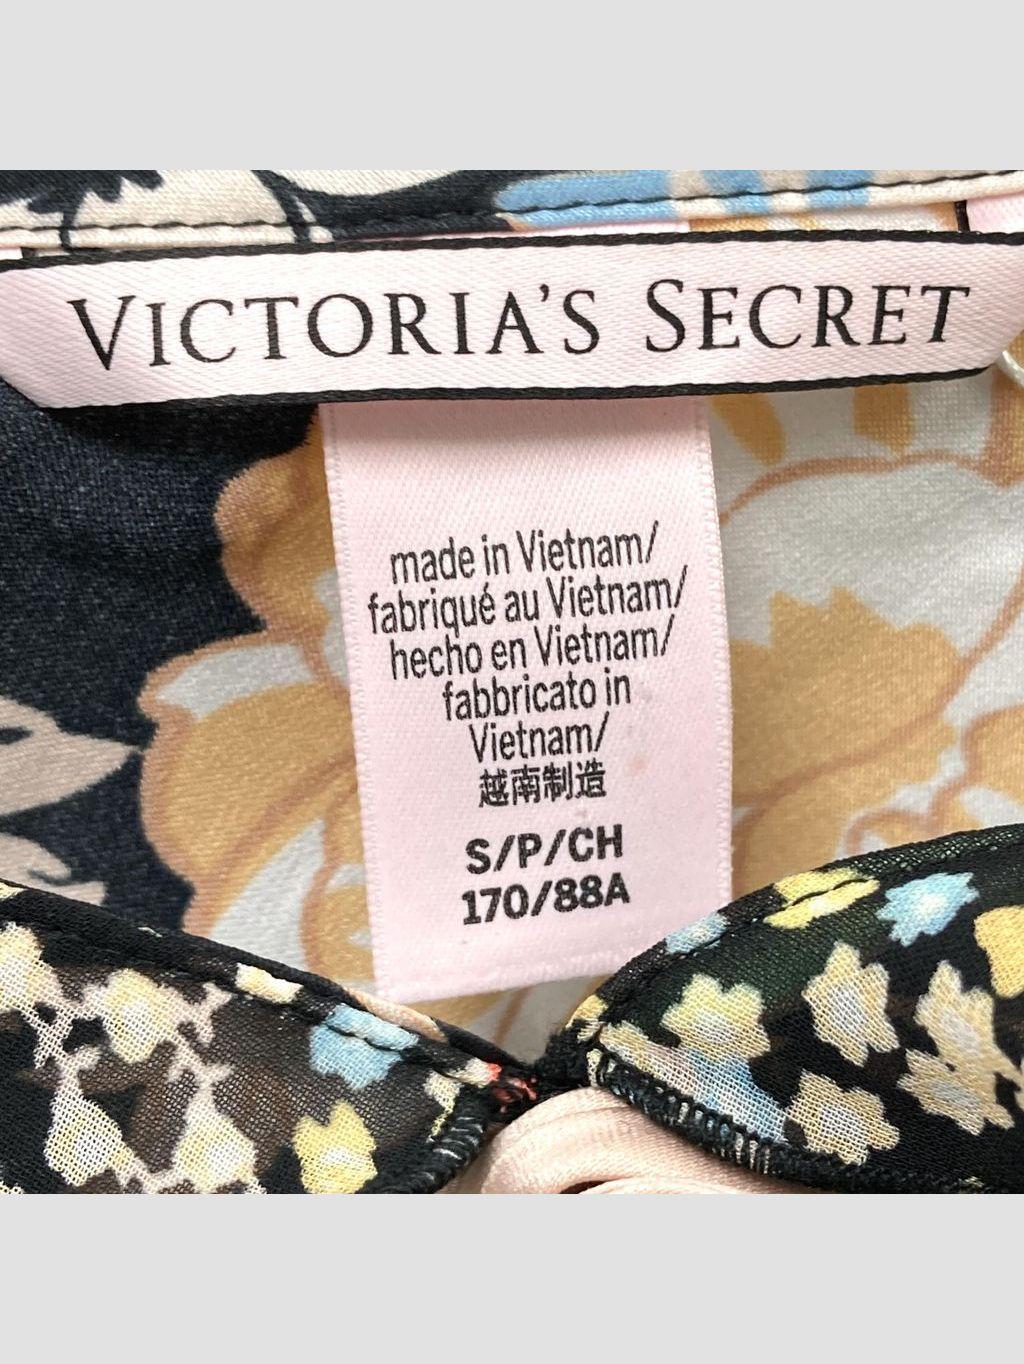 VICTORIA'S SECRET
made in Vietnam/
fabriqué au Vietnam/
hecho en Vietnam/
fabbricato in
Vietnam/
越南制造
S/P/CH
170/88A